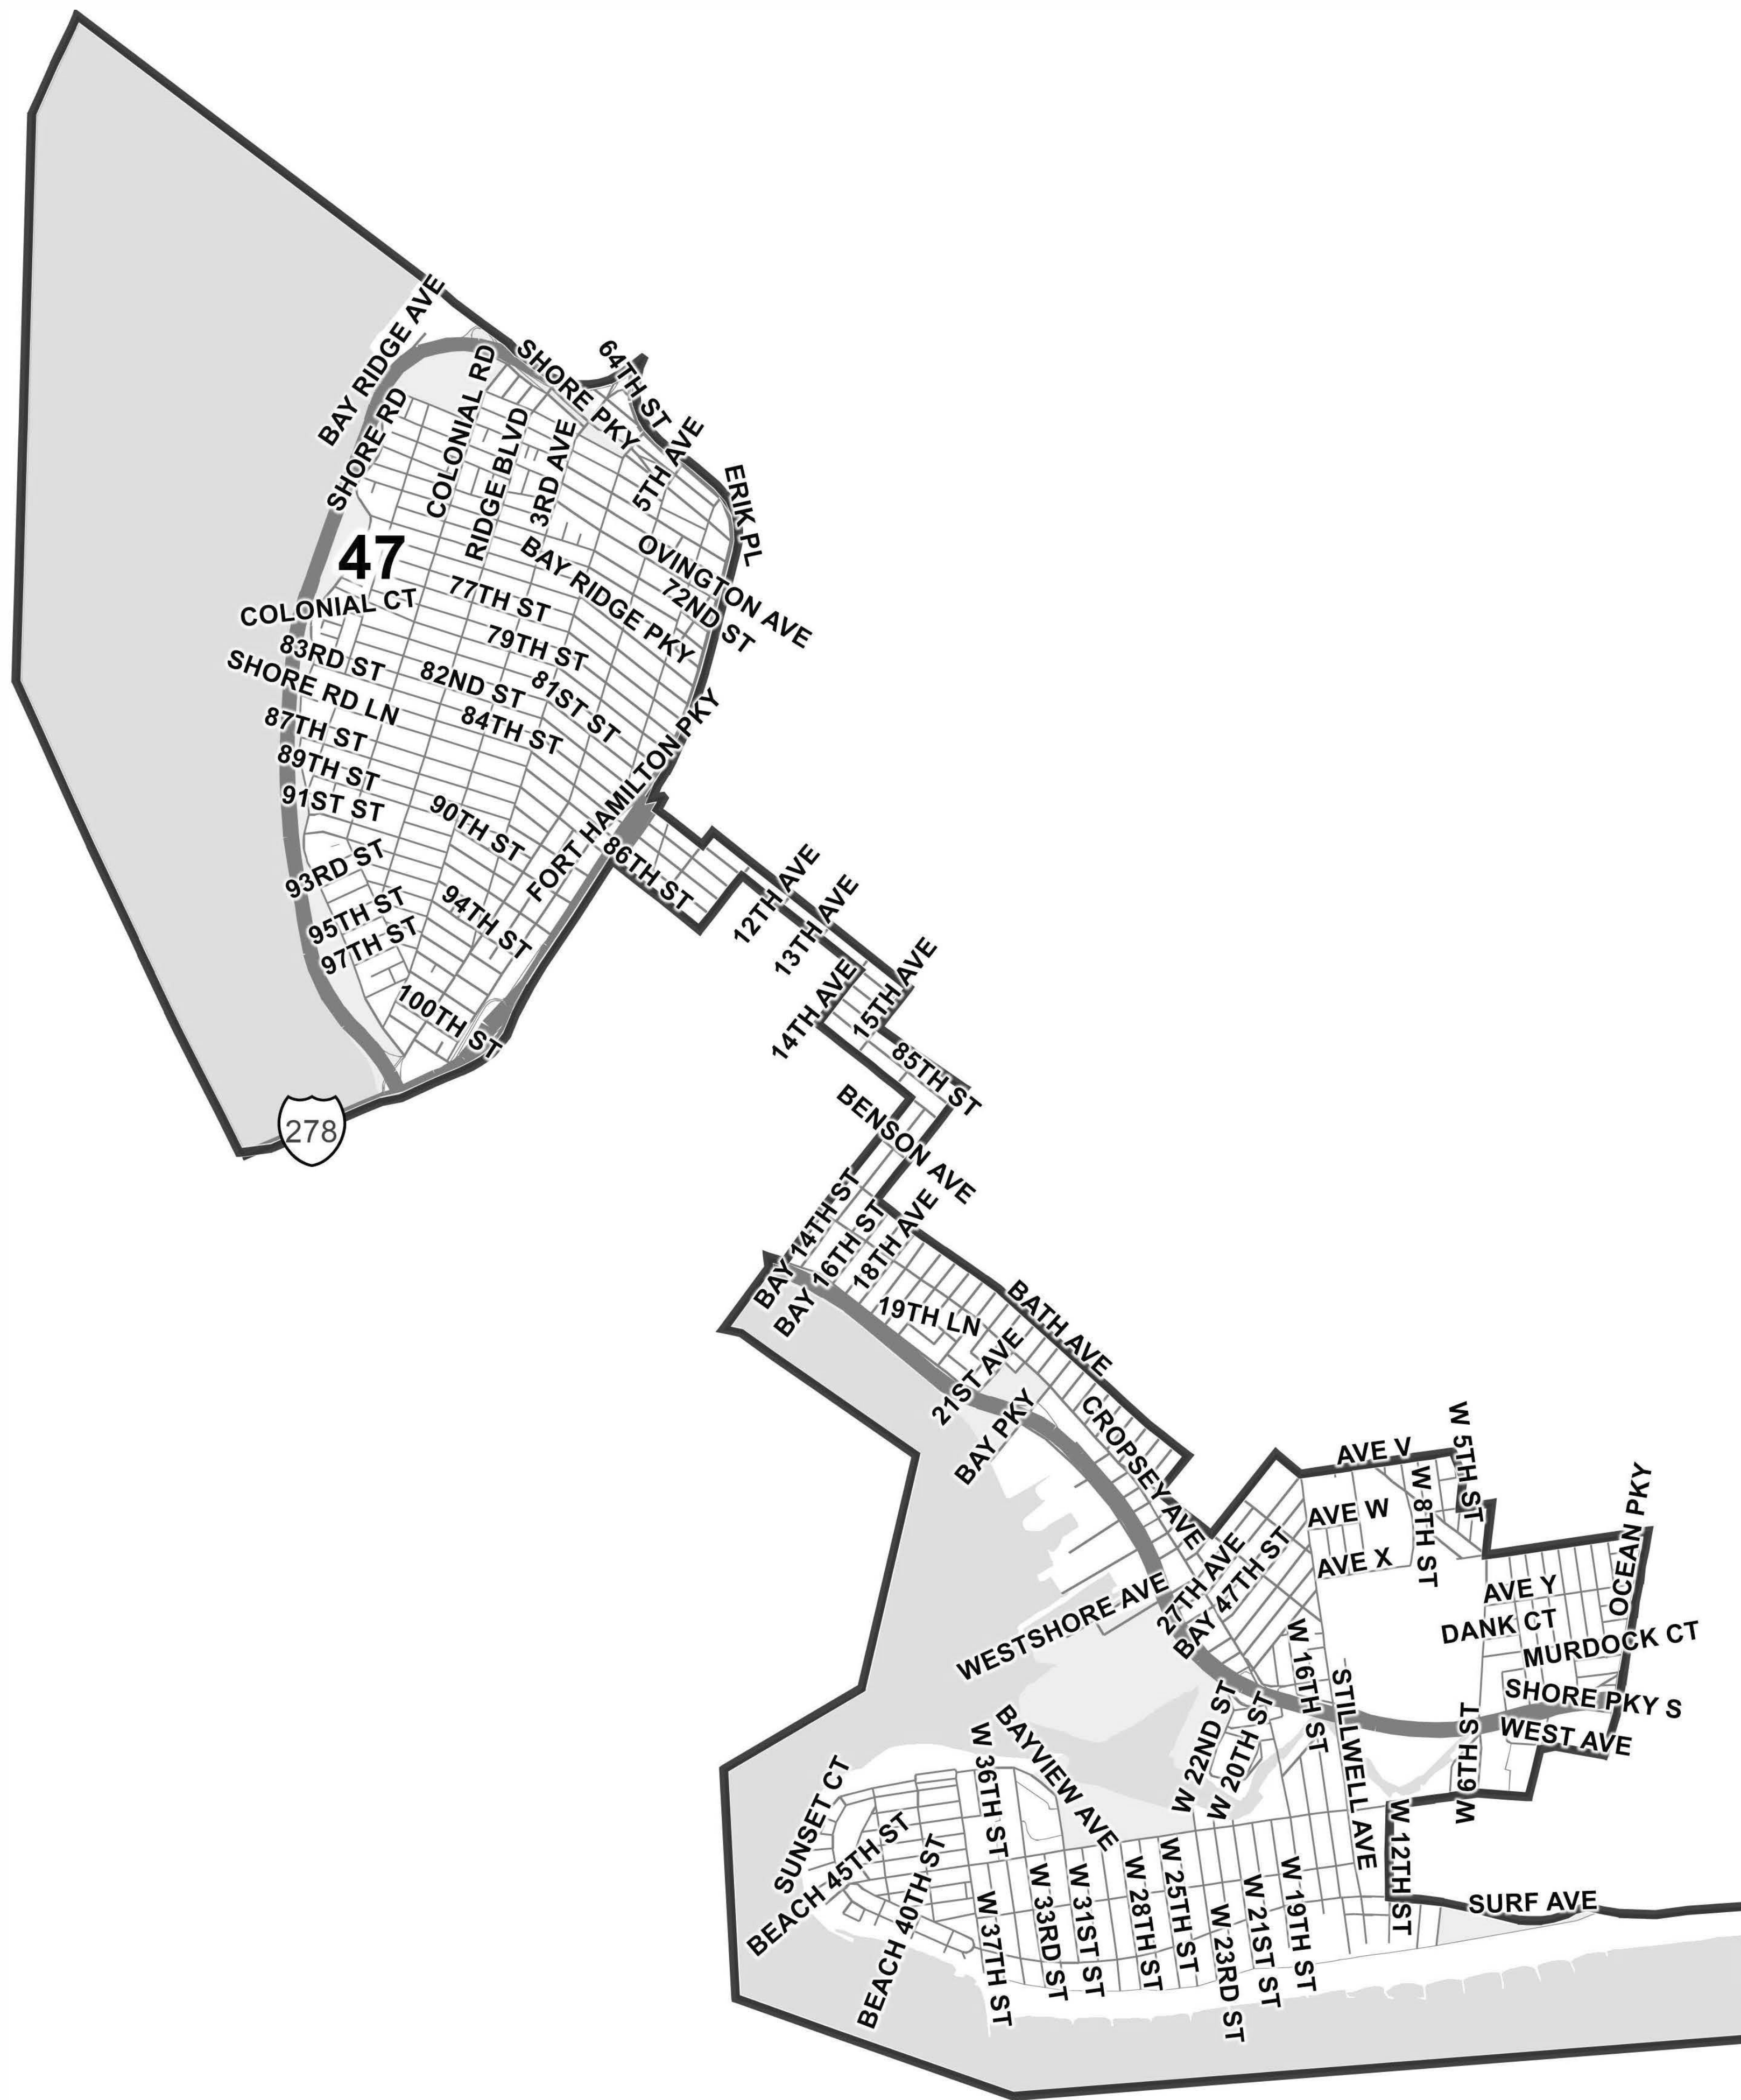 BAY RIDGE AVE
SHORE RD
COLONIAL RD
RIDGE BLVD
3RD AVE
SHORE PKY
64TH ST
5TH AVE
ERIK PL
47
OVINGTON AVE
72ND ST
BAY RIDGE PKY
COLONIAL CT
77TH ST
79TH ST
83RD ST
82ND ST
81ST ST
SHORE RD LN
84TH ST
87TH ST
89TH ST
91ST ST
90TH ST
FORT HAMILTON PKY
86TH ST
93RD ST
94TH ST
95TH ST
97TH ST
100TH ST
278
12TH AVE
13TH AVE
14TH AVE
15TH AVE
85TH ST
BENSON AVE
BAY 14TH ST
BAY 16TH ST
18TH AVE
19TH LN
BATH AVE
21ST AVE
BAY PKY
CROPSEY AVE
AVE V
W 5TH ST
W 8TH ST
AVE W
AVE X
OCEAN PKY
27TH AVE
BAY 47TH ST
WESTSHORE AVE
AVE Y
DANK CT
MURDOCK CT
W 16TH ST
STILLWELL AVE
SHORE PKY S
WEST AVE
W 6TH ST
W 22ND ST
W 20TH ST
BAYVIEW AVE
W 36TH ST
SUNSET CT
BEACH 45TH ST
BEACH 40TH ST
W 37TH ST
W 33RD ST
W 31ST ST
W 28TH ST
W 25TH ST
W 23RD ST
W 21ST ST
W 19TH ST
W 12TH ST
SURF AVE